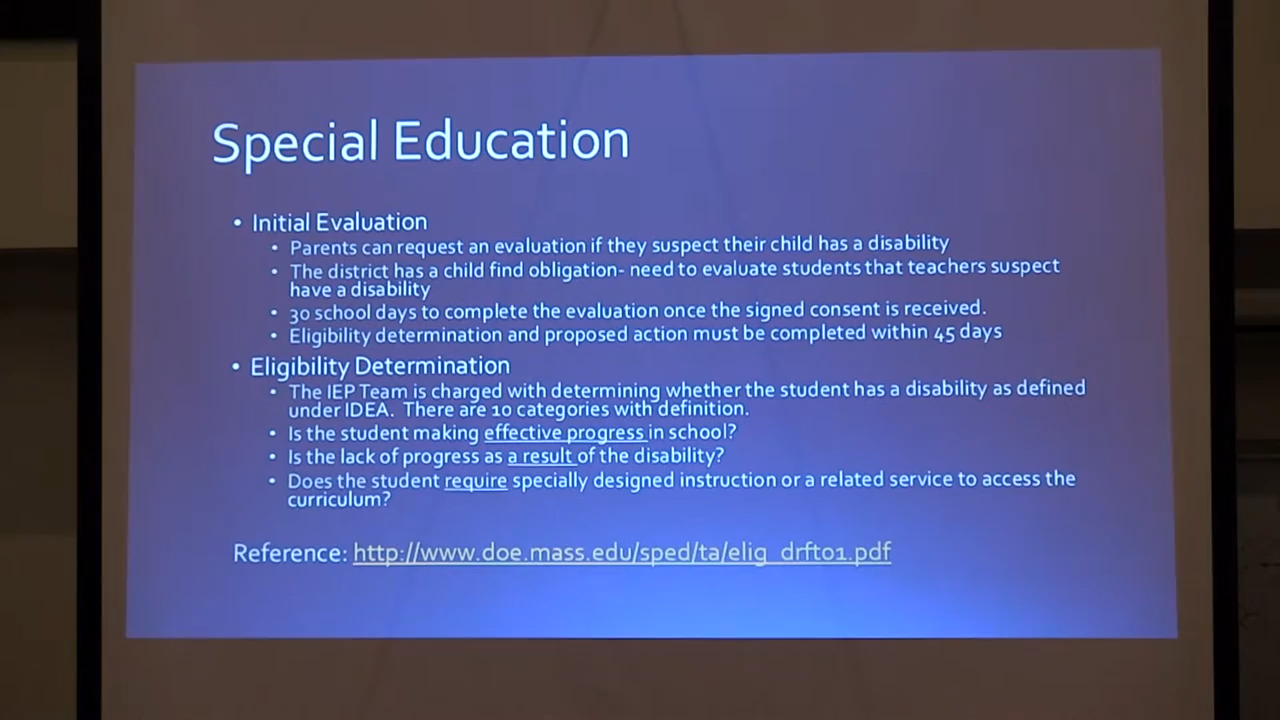 Special Education
• Initial Evaluation
• Parents can request an evaluation if they suspect their child has a disability
• The district has a child find obligation- need to evaluate students that teachers suspect
have a disability
• 30 school days to complete the evaluation once the signed consent is received.
• Eligibility determination and proposed action must be completed within 45 days
• Eligibility Determination
• The IEP Team is charged with determining whether the student has a disability as defined
under IDEA. There are 10 categories with definition.
• Is the student making effective progress in school?
• Is the lack of progress as a result of the disability?
• Does the student require specially designed instruction or a related service to access the
curriculum?
Reference: http://www.doe.mass.edu/sped/ta/elig_drft01.pdf